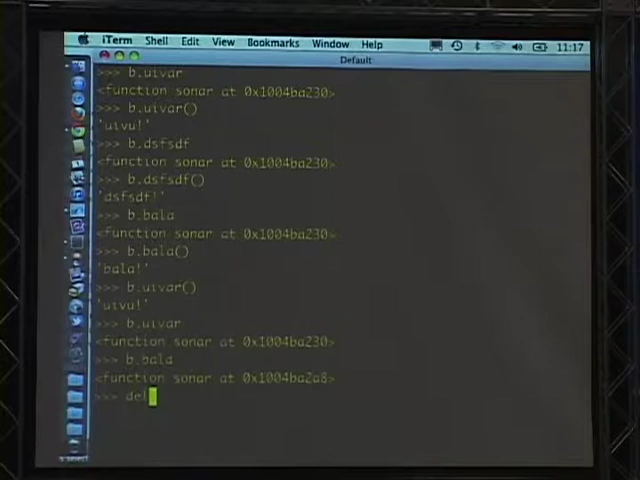 iTerm Shell Edit View Bookmarks Window Help 11:17
Default
>>> b.uivar
<function sonar at 0x1004ba230>
>>> b.uivar()
'uivu!'
>>> b.dsfsdf
<function sonar at 0x1004ba230>
>>> b.dsfsdf()
'dsfsdf!'
>>> b.bala
<function sonar at 0x1004ba230>
>>> b.bala()
'bala!'
>>> b.uivar()
'uivu!'
>>> b.uivar
<function sonar at 0x1004ba230>
>>> b.bala
<function sonar at 0x1004ba2a8>
>>> del